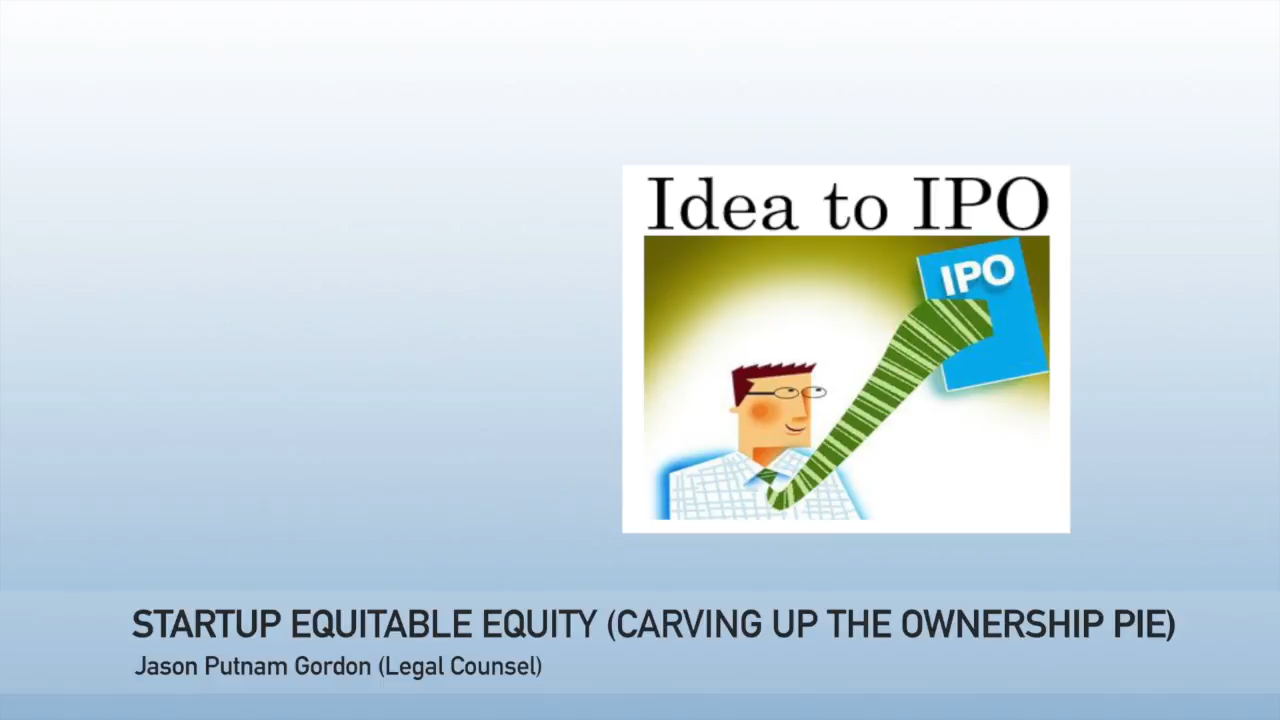 Idea to IPO
IPO
STARTUP EQUITABLE EQUITY (CARVING UP THE OWNERSHIP PIE)
Jason Putnam Gordon (Legal Counsel)